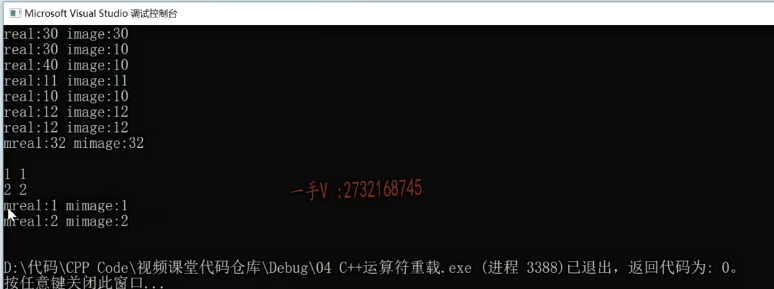 Microsoft Visual Studio 调试控制台
real:30 image:30
real:30 image:10
real:40 image:10
real:11 image:11
real:10 image:10
real:12 image:12
real:12 image:12
mreal:32 mimage:32
1 1
2 2
一手V :2732168745
mreal:1 mimage:1
mreal:2 mimage:2
D:\代码\CPP Code\视频课堂代码仓库\Debug\04 C++运算符重载.exe (进程 3388)已退出，返回代码为: 0。
按任意键关闭此窗口...